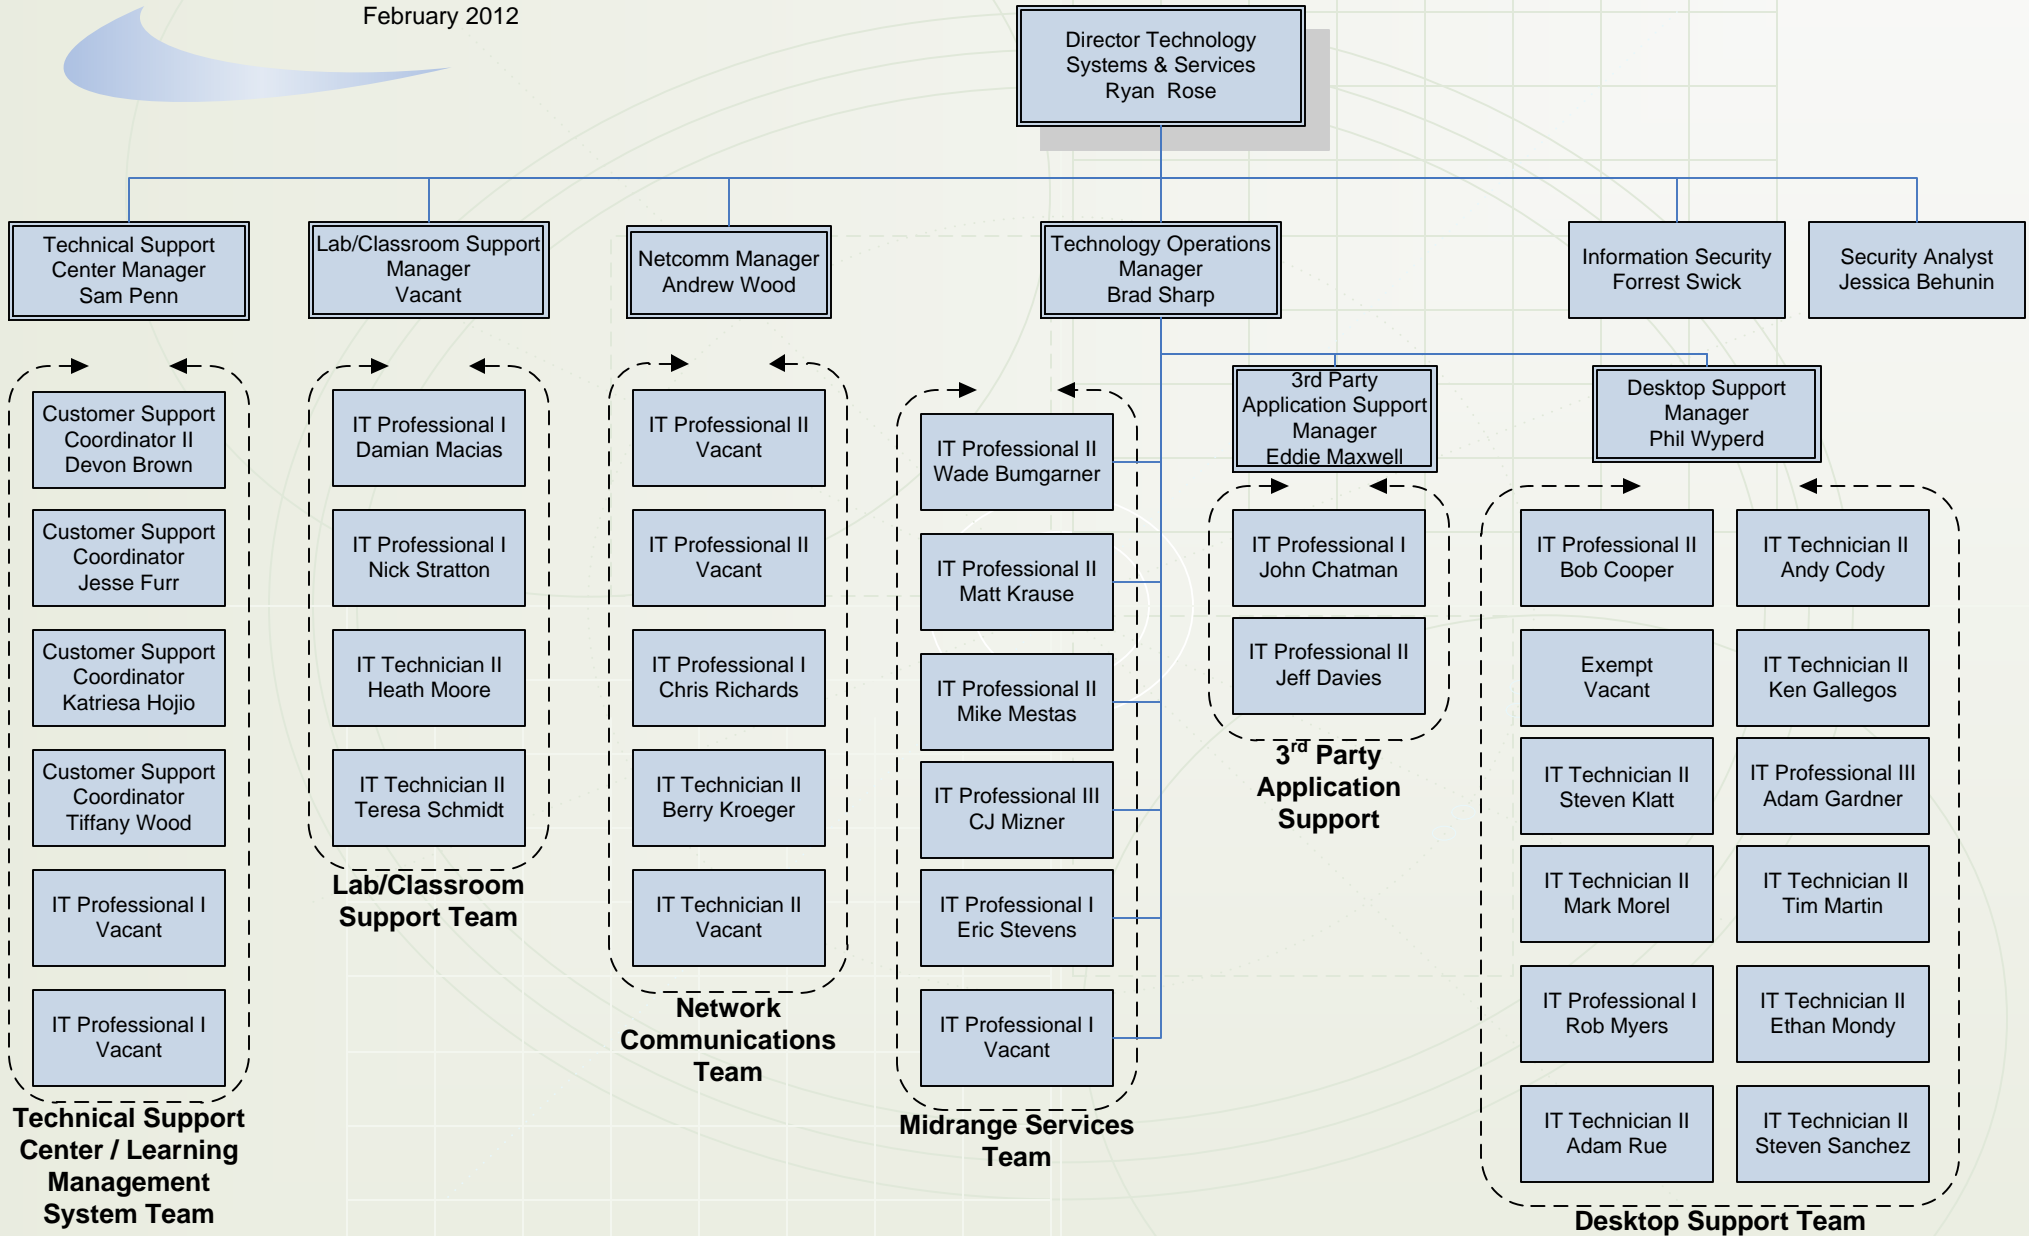 February 2012
Director Technology
Systems & Services
Ryan Rose
Technical Support
Center Manager
Sam Penn
Lab/Classroom Support
Manager
Vacant
Netcomm Manager
Andrew Wood
Technology Operations
Manager
Brad Sharp
Information Security
Forrest Swick
Security Analyst
Jessica Behunin
Customer Support
Coordinator II
Devon Brown
Customer Support
Coordinator
Jesse Furr
Customer Support
Coordinator
Katriesa Hojio
Customer Support
Coordinator
Tiffany Wood
IT Professional I
Vacant
IT Professional I
Vacant
Technical Support
Center / Learning
Management
System Team
IT Professional I
Damian Macias
IT Professional I
Nick Stratton
IT Technician II
Heath Moore
IT Technician II
Teresa Schmidt
Lab/Classroom
Support Team
IT Professional II
Vacant
IT Professional II
Vacant
IT Professional I
Chris Richards
IT Technician II
Berry Kroeger
IT Technician II
Vacant
Network
Communications
Team
IT Professional II
Wade Bumgarner
IT Professional II
Matt Krause
IT Professional II
Mike Mestas
IT Professional III
CJ Mizner
IT Professional I
Eric Stevens
IT Professional I
Vacant
Midrange Services
Team
3rd Party
Application Support
Manager
Eddie Maxwell
IT Professional I
John Chatman
IT Professional II
Jeff Davies
3rd Party
Application
Support
Desktop Support
Manager
Phil Wyperd
IT Professional II
Bob Cooper
Exempt
Vacant
IT Technician II
Steven Klatt
IT Technician II
Mark Morel
IT Professional I
Rob Myers
IT Technician II
Adam Rue
IT Technician II
Andy Cody
IT Technician II
Ken Gallegos
IT Professional III
Adam Gardner
IT Technician II
Tim Martin
IT Technician II
Ethan Mondy
IT Technician II
Steven Sanchez
Desktop Support Team